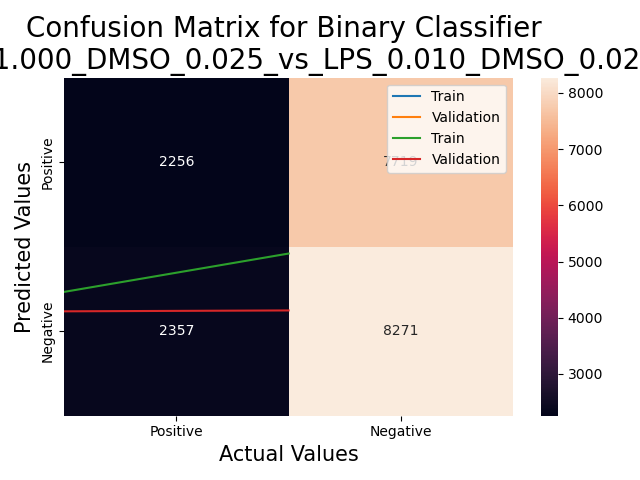 Confusion Matrix for Binary Classifier
1.000_DMSO_0.025_vs_LPS_0.010_DMSO_0.02
Train
Validation
Train
Validation
Predicted Values
Positive
Negative
2256
7719
2357
8271
Positive
Negative
Actual Values
8000
7000
6000
5000
4000
3000